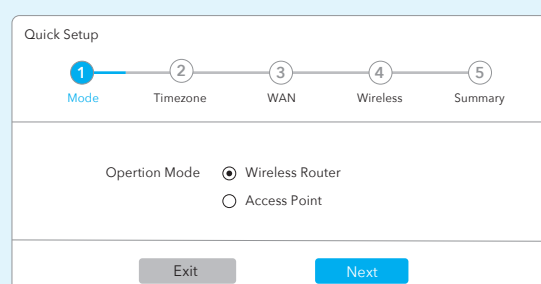 Quick Setup
1 2 3 4 5
Mode Timezone WAN Wireless Summary
Opertion Mode Wireless Router
Access Point
Exit Next